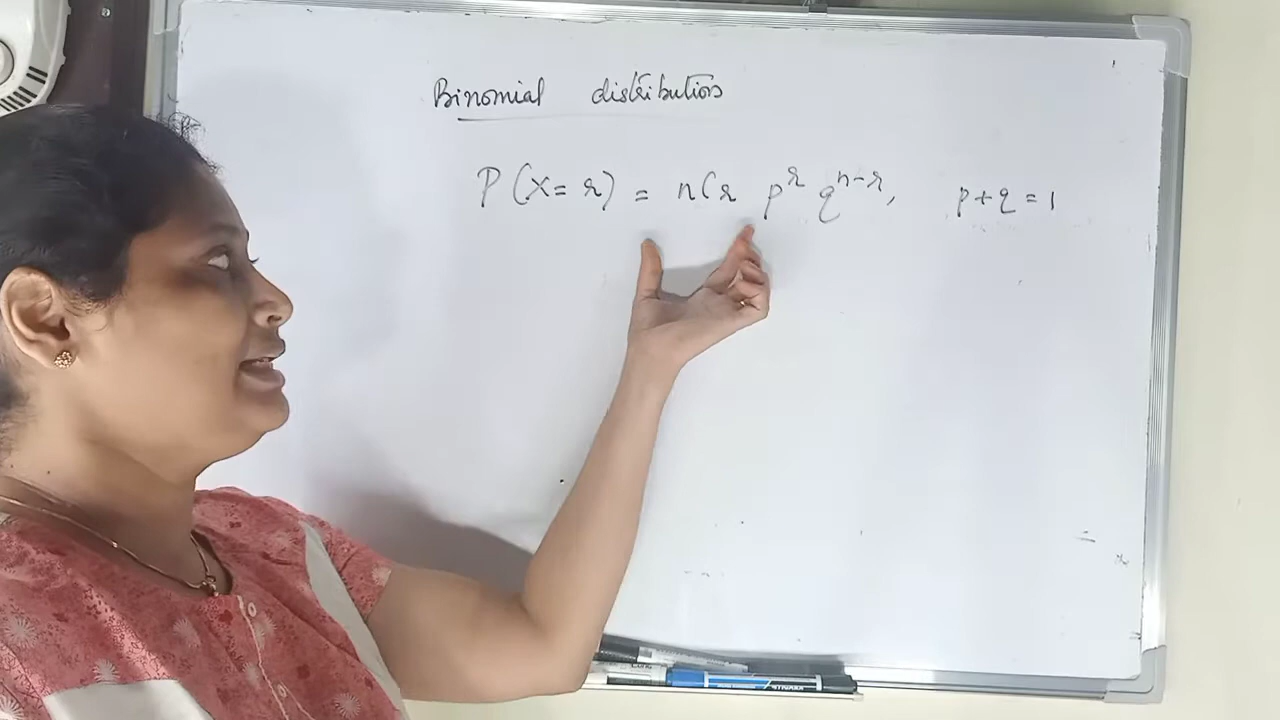 Binomial distribution
P(X=r) = nCr p^r q^{n-r}, p+q=1